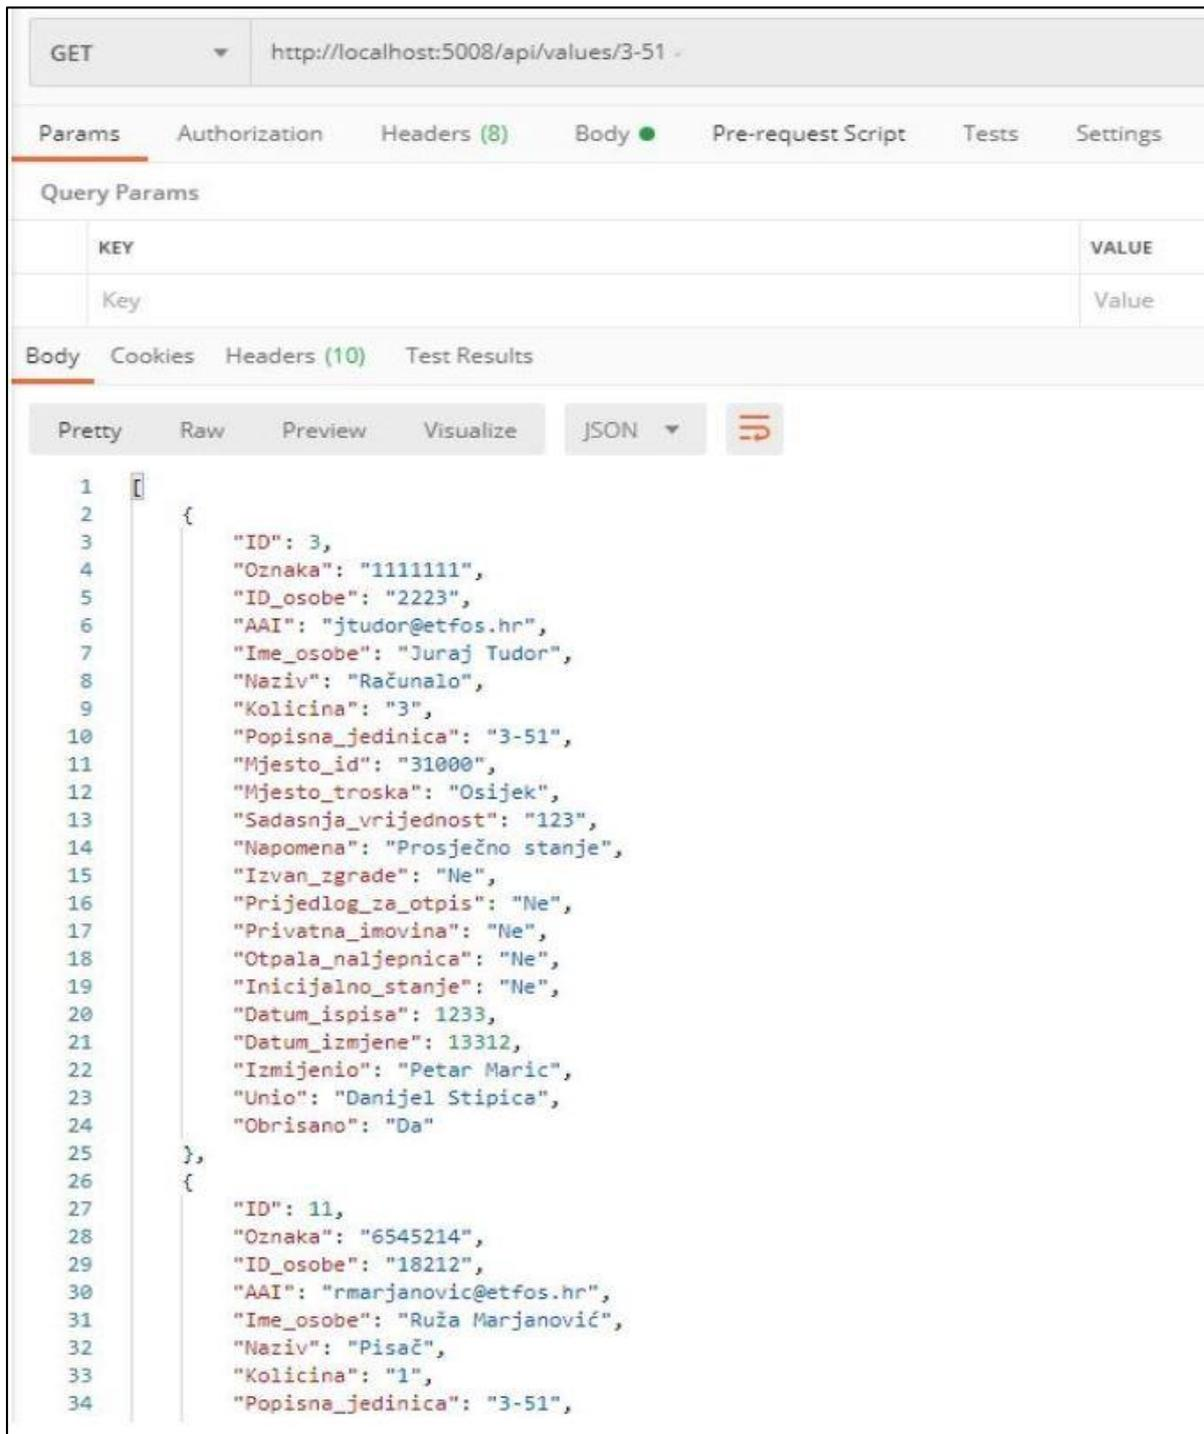 GET http://localhost:5008/api/values/3-51
Params Authorization Headers (8) Body Pre-request Script Tests Settings
Query Params
KEY VALUE
Key Value
Body Cookies Headers (10) Test Results
Pretty Raw Preview Visualize JSON
1 [
2 {
3 "ID": 3,
4 "Oznaka": "1111111",
5 "ID_osobe": "2223",
6 "AAI": "jtudor@etfos.hr",
7 "Ime_osobe": "Juraj Tudor",
8 "Naziv": "Računalo",
9 "Kolicina": "3",
10 "Popisna_jedinica": "3-51",
11 "Mjesto_id": "31000",
12 "Mjesto_troska": "Osijek",
13 "Sadasnja_vrijednost": "123",
14 "Napomena": "Prosječno stanje",
15 "Izvan_zgrade": "Ne",
16 "Prijedlog_za_otpis": "Ne",
17 "Privatna_imovina": "Ne",
18 "Otpala_naljepnica": "Ne",
19 "Inicijalno_stanje": "Ne",
20 "Datum_ispisa": 1233,
21 "Datum_izmjene": 13312,
22 "Izmijenio": "Petar Maric",
23 "Unio": "Danijel Stipica",
24 "Obrisano": "Da"
25 },
26 {
27 "ID": 11,
28 "Oznaka": "6545214",
29 "ID_osobe": "18212",
30 "AAI": "rmarjanovic@etfos.hr",
31 "Ime_osobe": "Ruža Marjanović",
32 "Naziv": "Pisač",
33 "Kolicina": "1",
34 "Popisna_jedinica": "3-51",